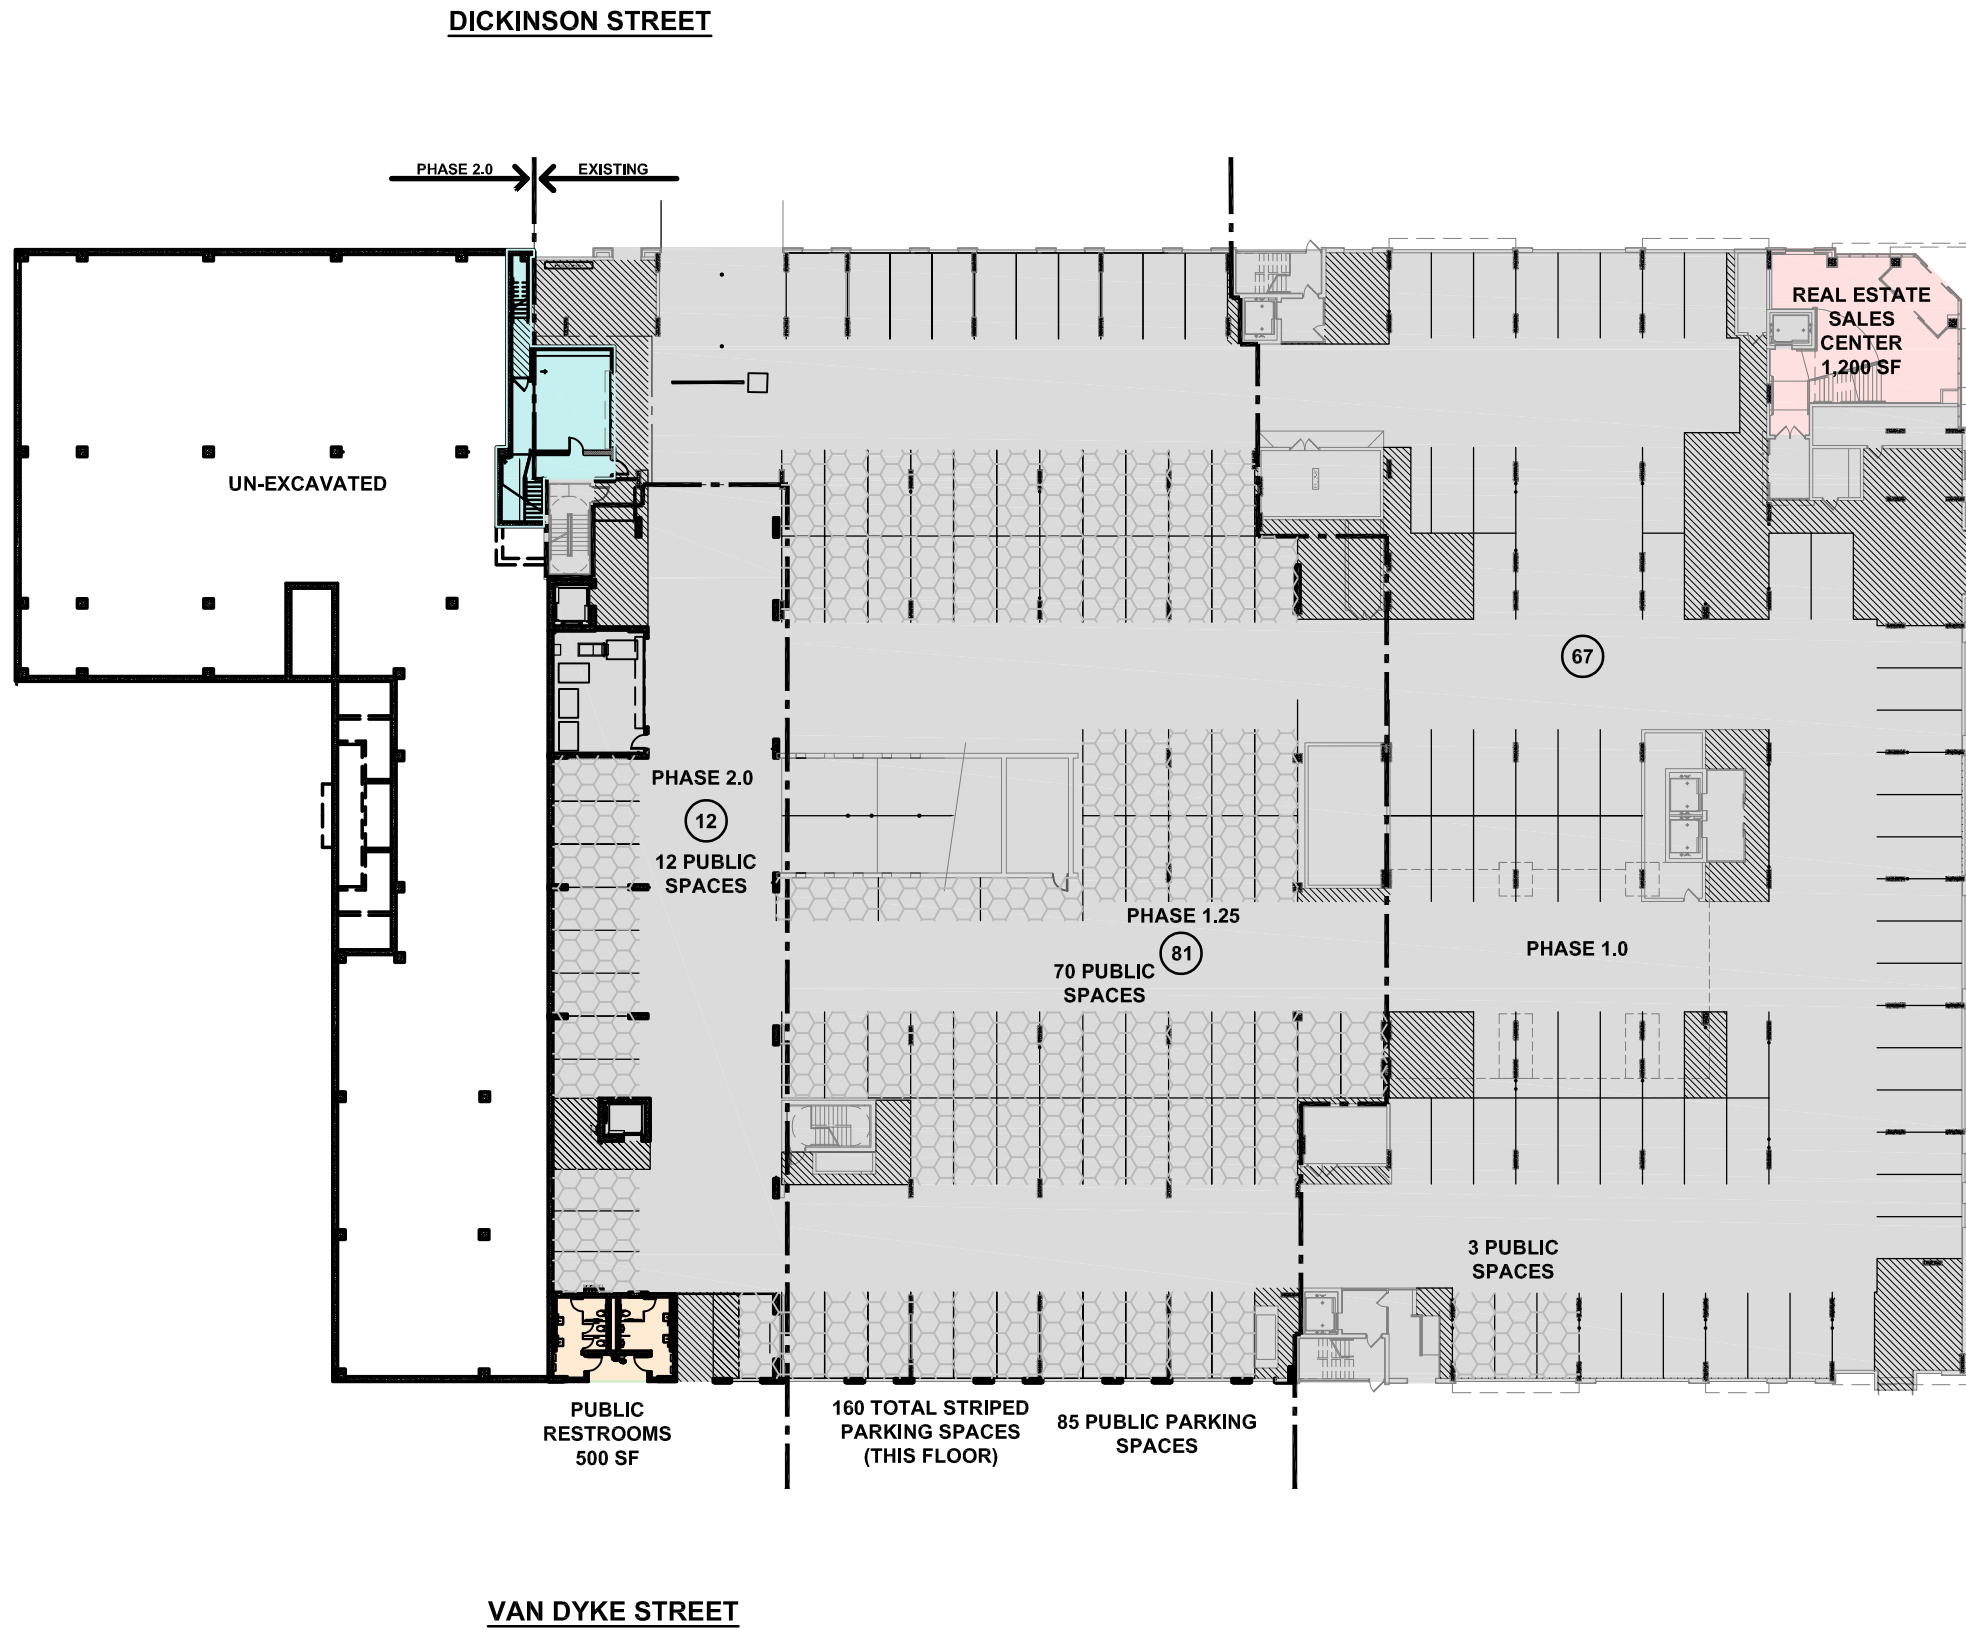 DICKINSON STREET
PHASE 2.0
EXISTING
REAL ESTATE
SALES
CENTER
1,200 SF
UN-EXCAVATED
67
PHASE 2.0
12
12 PUBLIC
SPACES
PHASE 1.25
81
70 PUBLIC
SPACES
PHASE 1.0
3 PUBLIC
SPACES
PUBLIC
RESTROOMS
500 SF
160 TOTAL STRIPED
PARKING SPACES
(THIS FLOOR)
85 PUBLIC PARKING
SPACES
VAN DYKE STREET